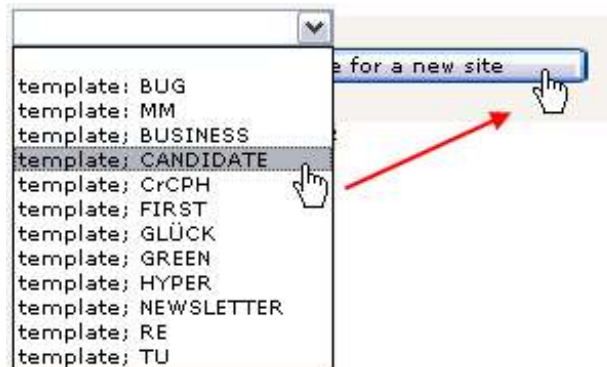 e for a new site
template: BUG
template: MM
template; BUSINESS
template; CANDIDATE
template; CrCPH
template; FIRST
template; GLÜCK
template; GREEN
template; HYPER
template; NEWSLETTER
template; RE
template; TU